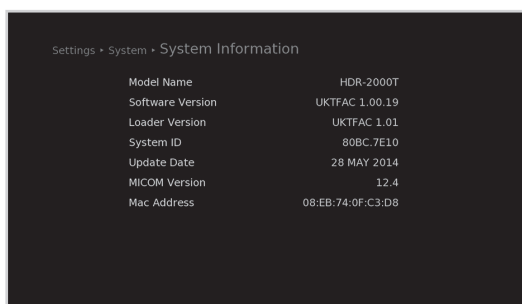 Settings ‣ System ‣ System Information
Model Name HDR-2000T
Software Version UKTFAC 1.00.19
Loader Version UKTFAC 1.01
System ID 80BC.7E10
Update Date 28 MAY 2014
MICOM Version 12.4
Mac Address 08:EB:74:0F:C3:D8